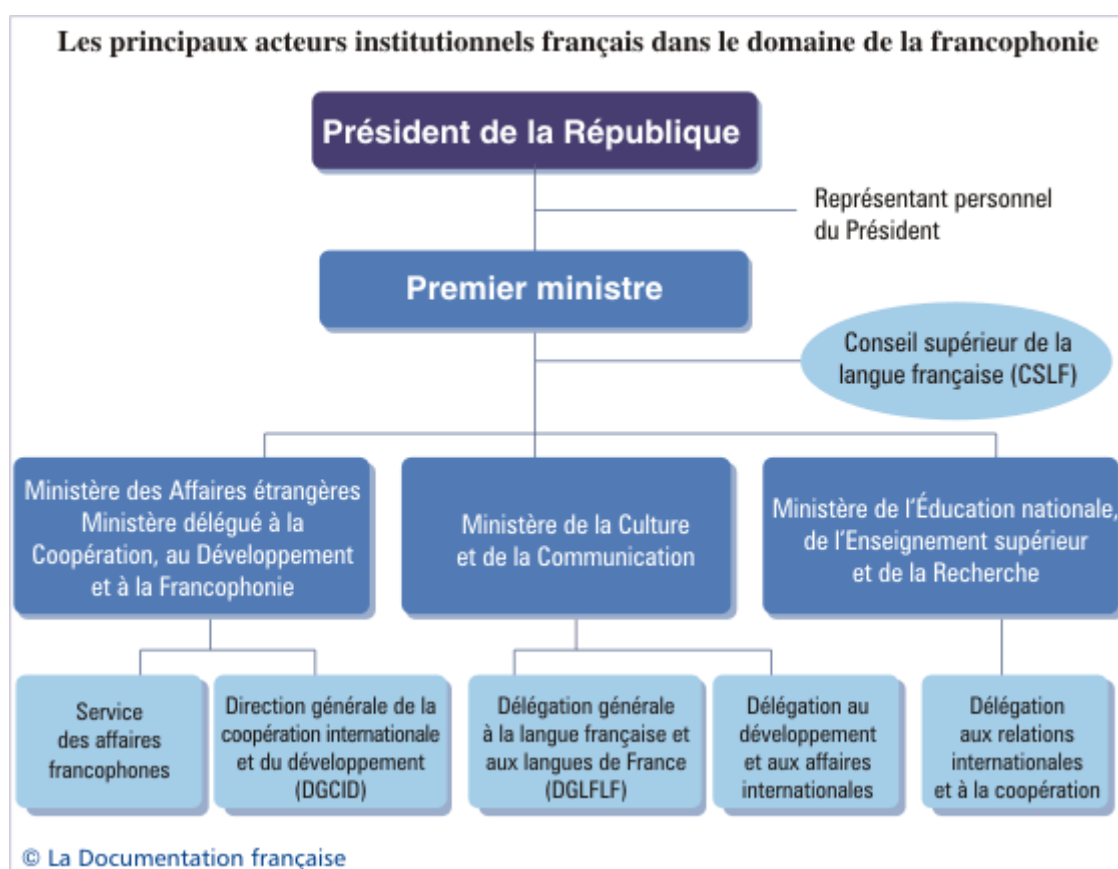 Les principaux acteurs institutionnels français dans le domaine de la francophonie
Président de la République
Représentant personnel
du Président
Premier ministre
Conseil supérieur de la
langue française (CSLF)
Ministère des Affaires étrangères
Ministère délégué à la
Coopération, au Développement
et à la Francophonie
Ministère de la Culture
et de la Communication
Ministère de l'Éducation nationale,
de l'Enseignement supérieur
et de la Recherche
Service
des affaires
francophones
Direction générale de la
coopération internationale
et du développement
(DGCID)
Délégation générale
à la langue française et
aux langues de France
(DGLFLF)
Délégation au
développement
et aux affaires
internationales
Délégation
aux relations
internationales
et à la coopération
© La Documentation française